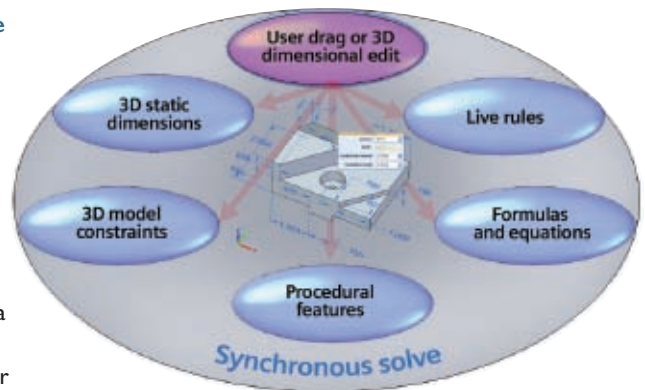 e
User drag or 3D
dimensional edit
3D static
dimensions
Live rules
3D model
constraints
Formulas
and equations
Procedural
features
Synchronous solve
a
r